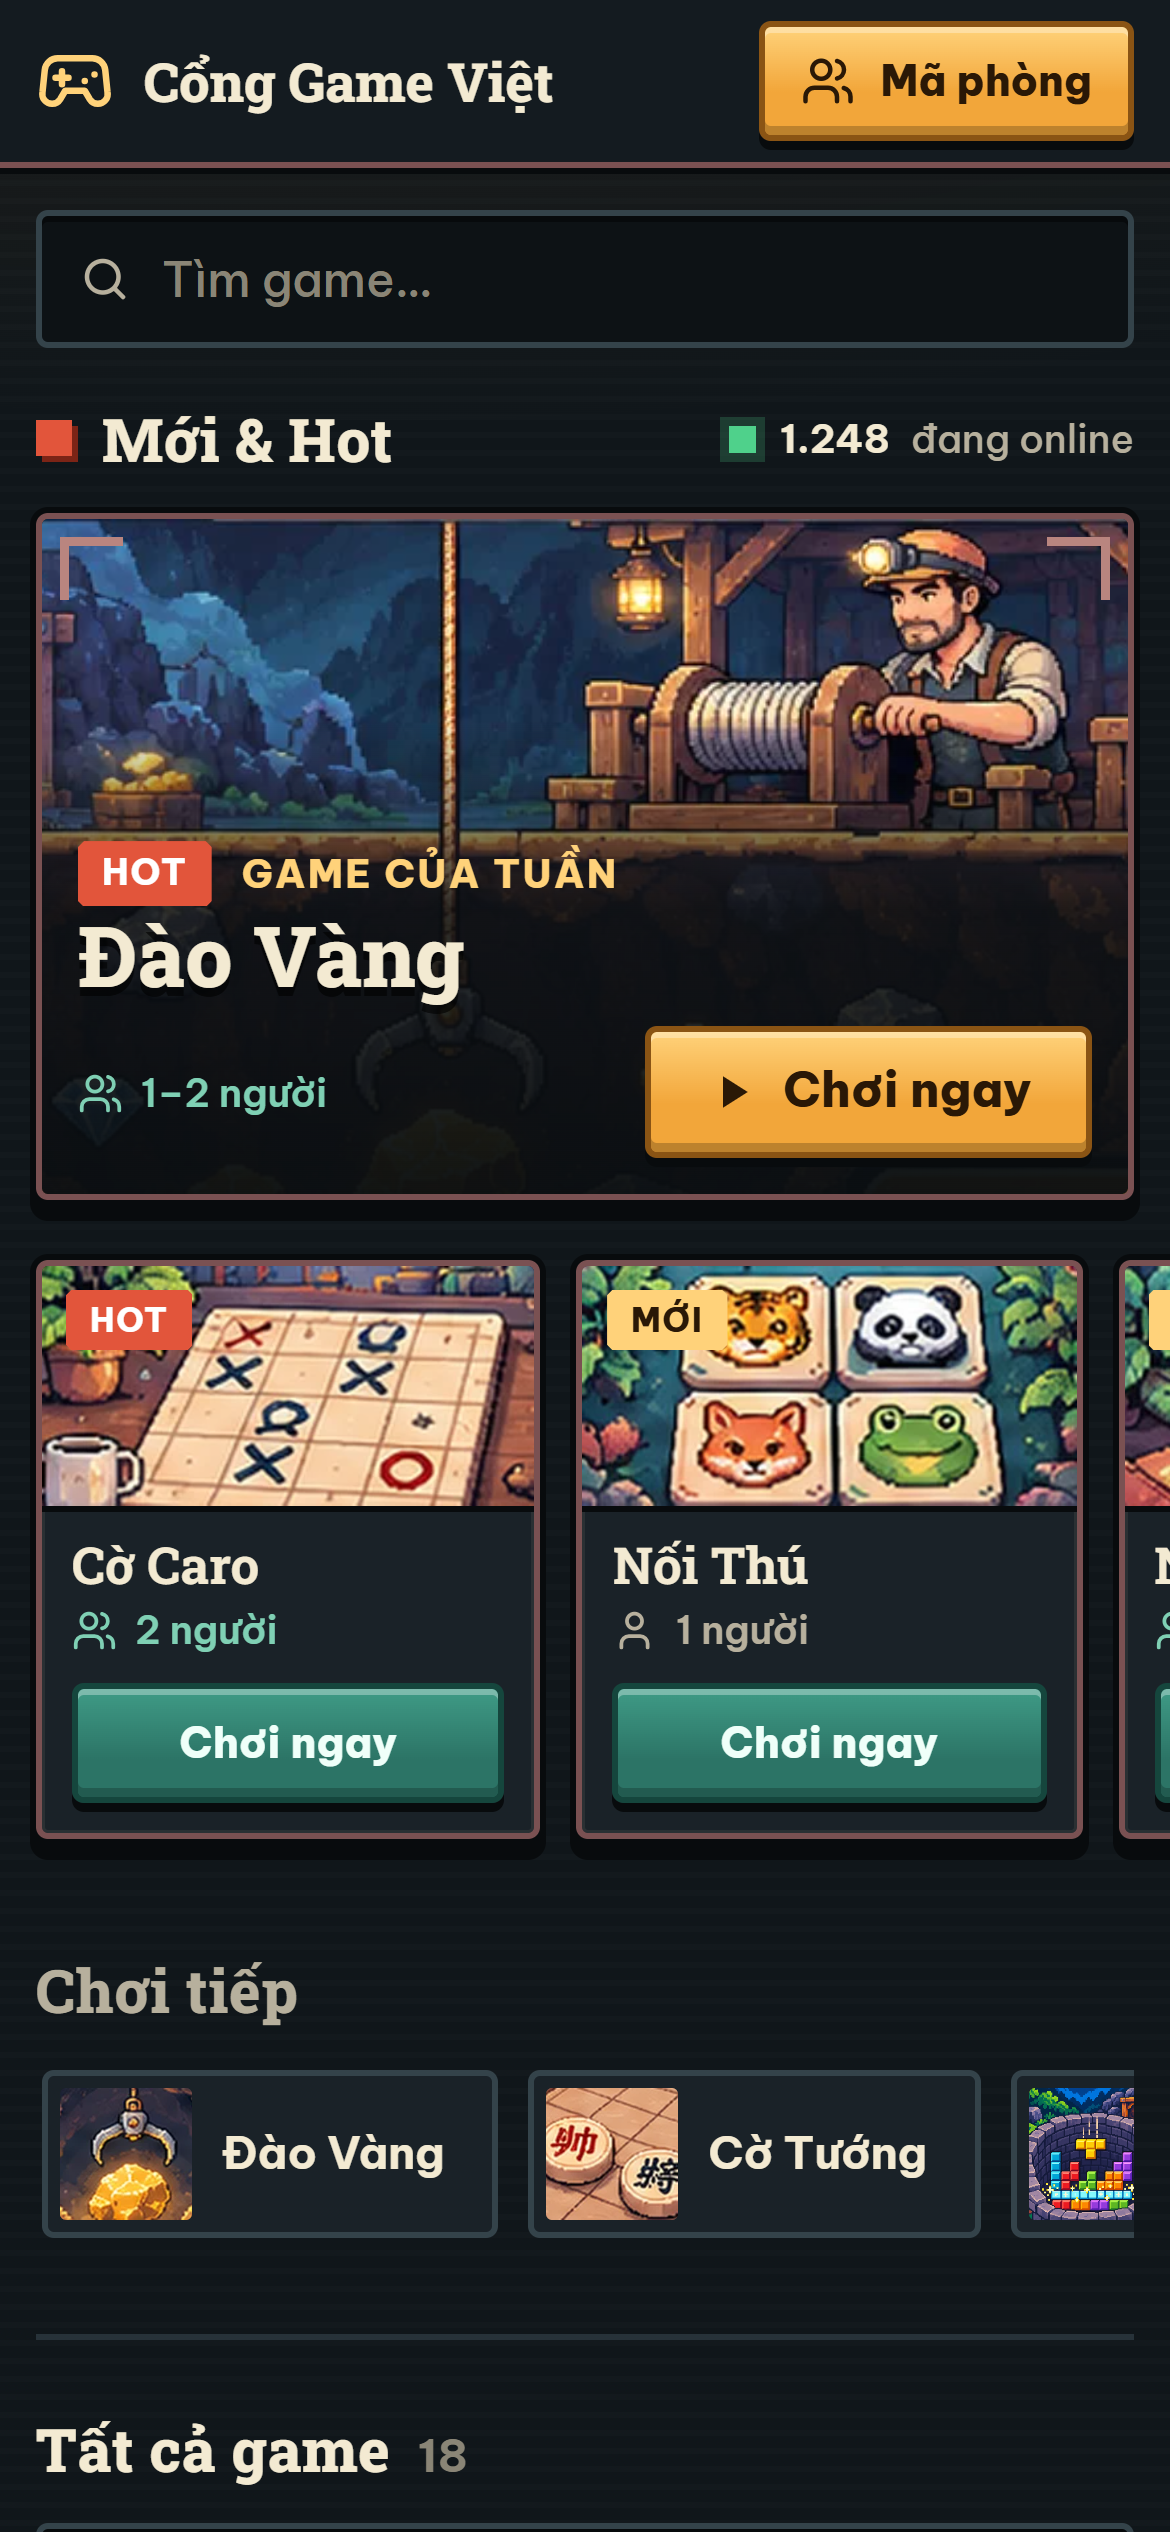 Cổng Game Việt
Mã phòng
Tìm game...
Mới & Hot
1.248 đang online
HOT GAME CỦA TUẦN
Đào Vàng
1–2 người
Chơi ngay
HOT
MỚI
Cờ Caro
Nối Thú
2 người
1 người
Chơi ngay
Chơi ngay
Chơi tiếp
Đào Vàng
帅
Cờ Tướng
Tất cả game 18